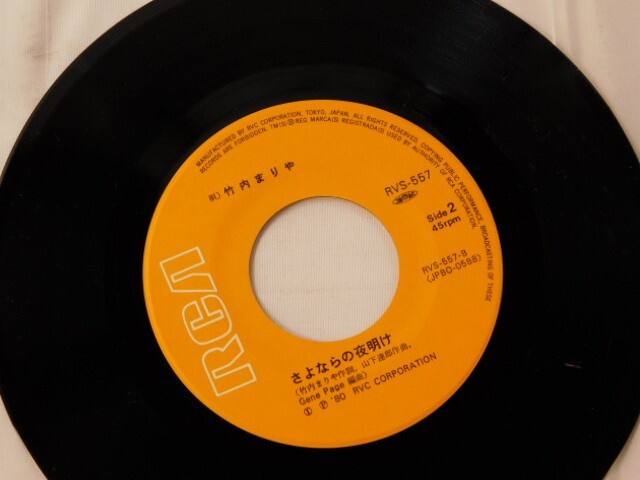 MANUFACTURED BY RVC CORPORATION, TOKYO, JAPAN. ALL RIGHTS RESERVED. COPYING PUBLIC PERFORMANCE, BROADCASTING OF THESE
RECORDS ARE FORBIDDEN. TM(S)®REG MARCA(S) REGISTRADA(S) USED BY AUTHORITY OF RCA CORPORATION.
唄) 竹内まりや
RVS-557
Side 2
45rpm
RVS-557-B
(JPBO-0588)
RCA
さよならの夜明け
(竹内まりや作詞, 山下達郎作曲,
Gene Page 編曲)
① Ⓟ '80 RVC CORPORATION